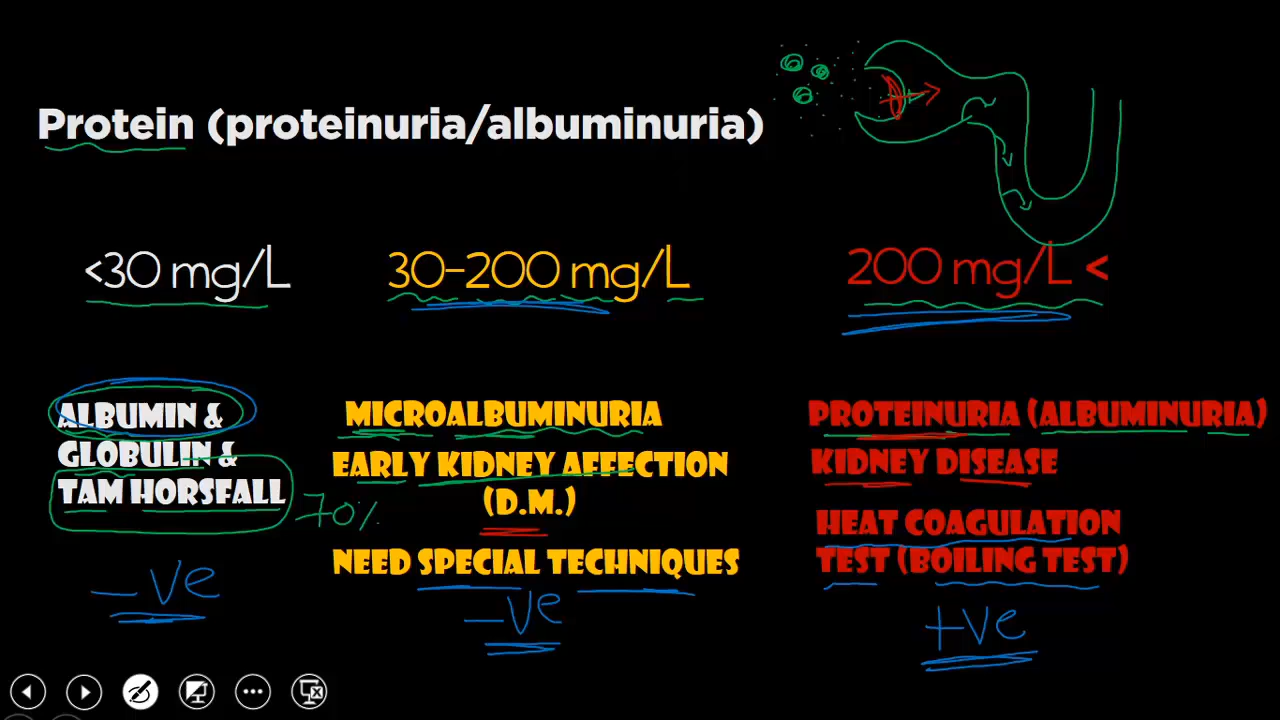 Protein (proteinuria/albuminuria)
<30 mg/L
30-200 mg/L
200 mg/L <
ALBUMIN &
GLOBULIN &
TAM HORSFALL
70%
-ve
MICROALBUMINURIA
EARLY KIDNEY AFFECTION
(D.M.)
NEED SPECIAL TECHNIQUES
-ve
PROTEINURIA (ALBUMINURIA)
KIDNEY DISEASE
HEAT COAGULATION
TEST (BOILING TEST)
+ve